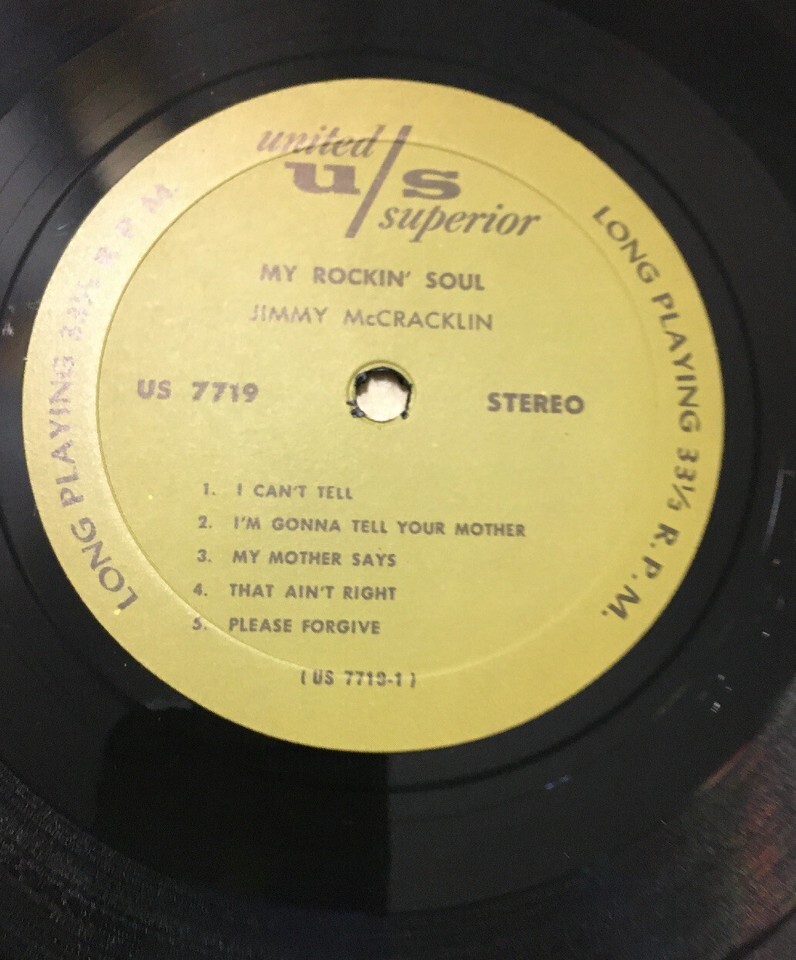 united
u/s
superior
MY ROCKIN' SOUL
JIMMY McCRACKLIN
US 7719
STEREO
1. I CAN'T TELL
2. I'M GONNA TELL YOUR MOTHER
3. MY MOTHER SAYS
4. THAT AIN'T RIGHT
5. PLEASE FORGIVE
( US 7719-1 )
LONG PLAYING 33⅓ R.P.M.
LONG PLAYING 33⅓ R.P.M.